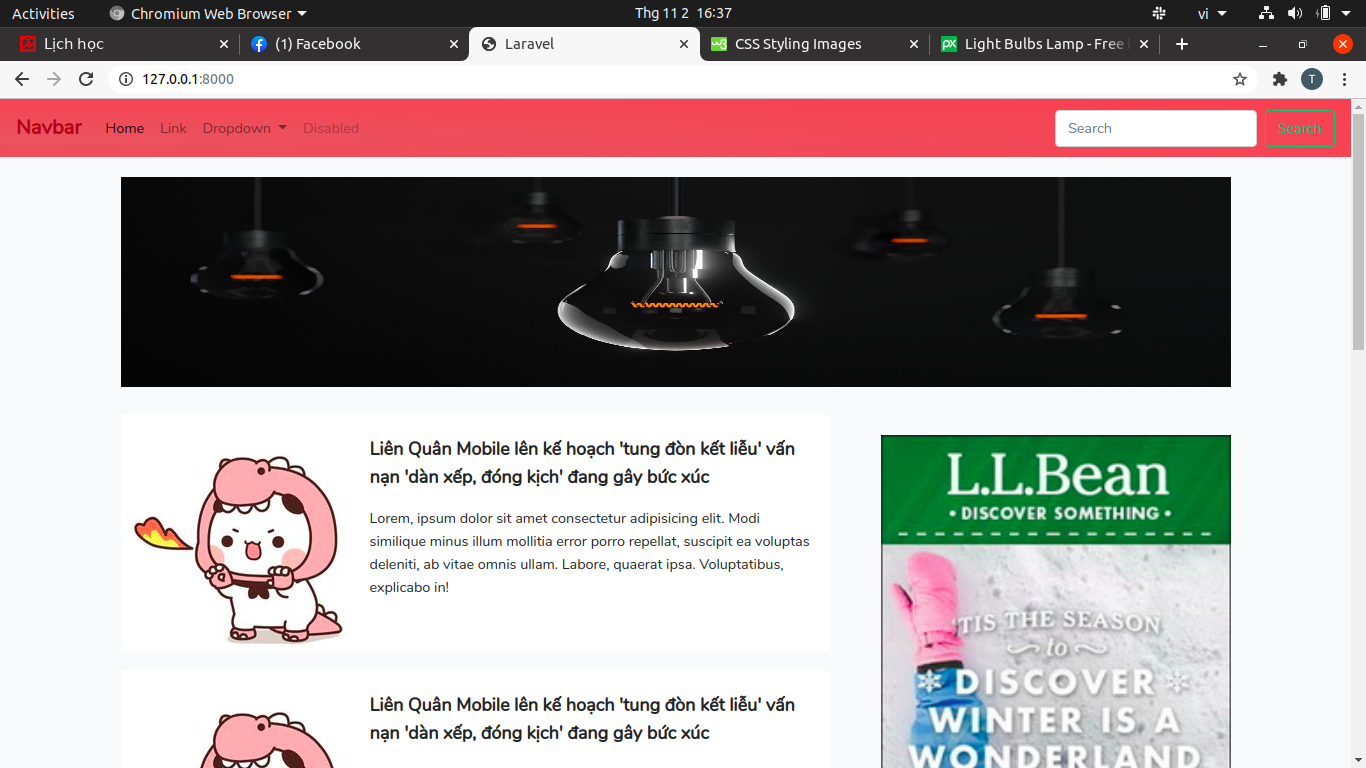 Activities
Chromium Web Browser
Thg 11 2 16:37
vi
Lịch học
(1) Facebook
Laravel
CSS Styling Images
Light Bulbs Lamp - Free
127.0.0.1:8000
T
Navbar
Home
Link
Dropdown
Disabled
Search
Search
Liên Quân Mobile lên kế hoạch 'tung đòn kết liễu' vấn
nạn 'dàn xếp, đóng kịch' đang gây bức xúc
Lorem, ipsum dolor sit amet consectetur adipisicing elit. Modi
similique minus illum mollitia error porro repellat, suscipit ea voluptas
deleniti, ab vitae omnis ullam. Labore, quaerat ipsa. Voluptatibus,
explicabo in!
Liên Quân Mobile lên kế hoạch 'tung đòn kết liễu' vấn
nạn 'dàn xếp, đóng kịch' đang gây bức xúc
L.L.Bean
• DISCOVER SOMETHING •
'TIS THE SEASON
to
DISCOVER
WINTER IS A
WONDERLAND